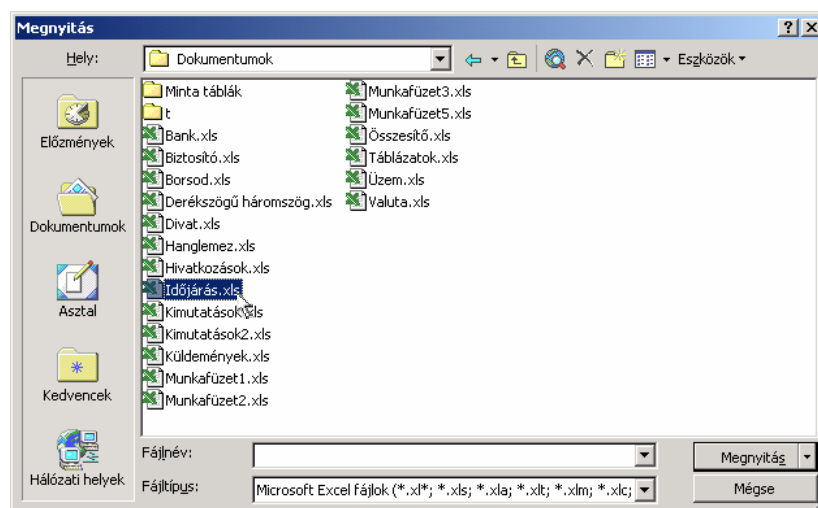 Megnyitás
Hely:
Dokumentumok
Eszközök
Előzmények
Dokumentumok
Asztal
Kedvencek
Hálózati helyek
Minta táblák
t
Bank.xls
Biztosító.xls
Borsod.xls
Derékszögű háromszög.xls
Divat.xls
Hanglemez.xls
Hivatkozások.xls
Időjárás.xls
Kimutatások.xls
Kimutatások2.xls
Küldemények.xls
Munkafüzet1.xls
Munkafüzet2.xls
Munkafüzet3.xls
Munkafüzet5.xls
Összesítő.xls
Táblázatok.xls
Üzem.xls
Valuta.xls
Fájlnév:
Megnyitás
Fájltípus:
Microsoft Excel fájlok (*.xl*; *.xls; *.xla; *.xlt; *.xlm; *.xlc;
Mégse